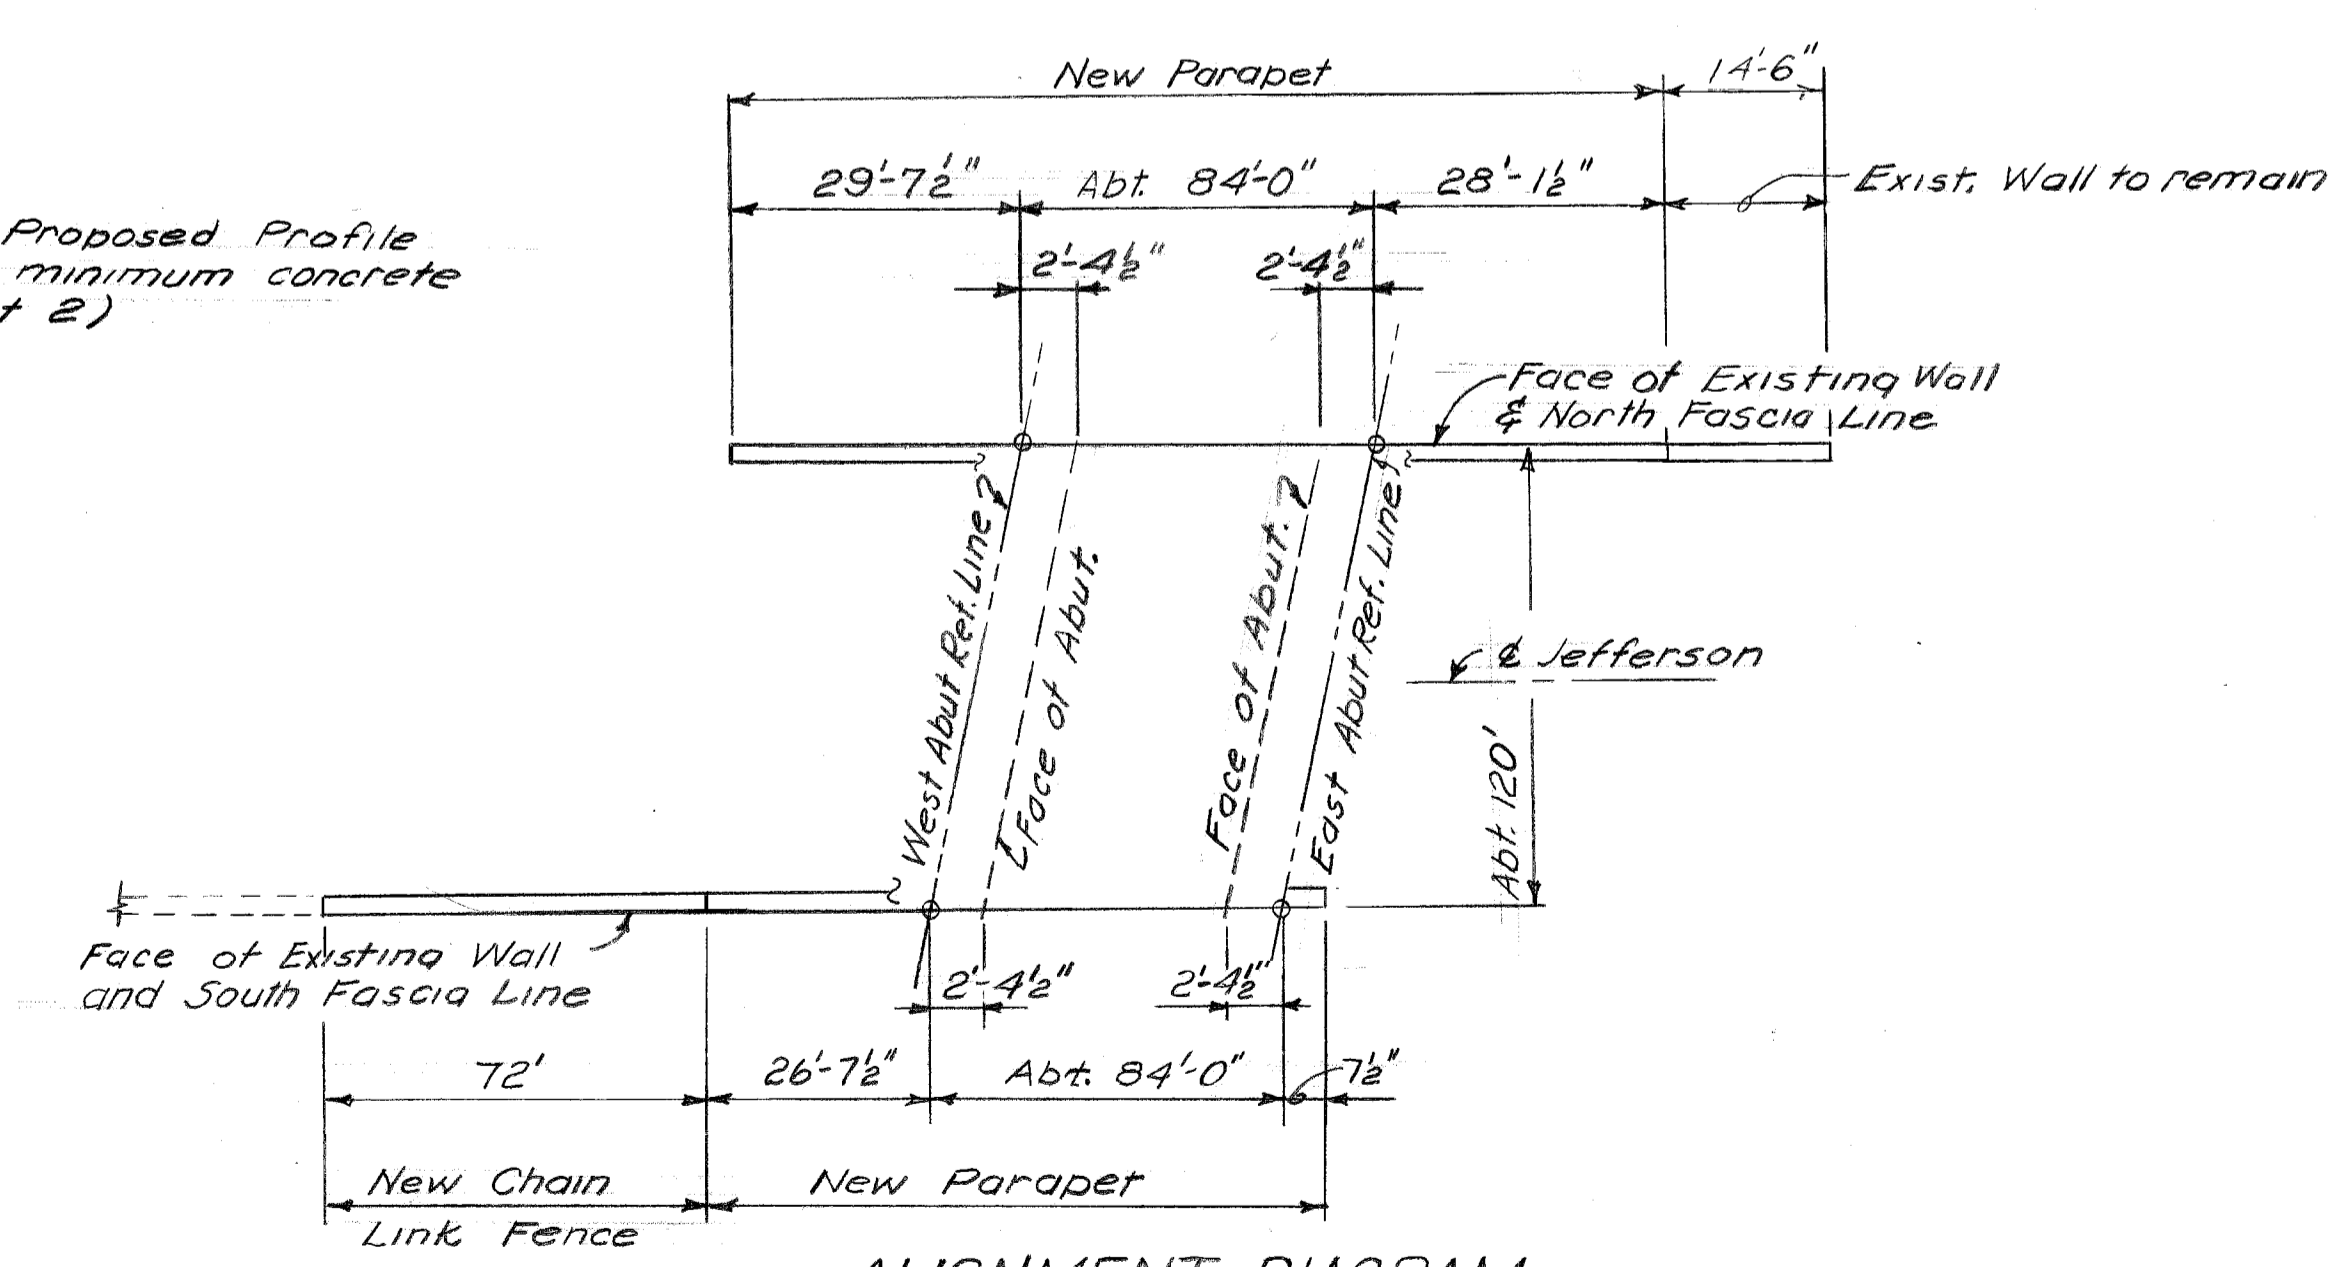 New Parapet
14'-6"
29'-7½"
Abt. 84'-0"
28'-1½"
Exist. Wall to remain
Proposed Profile
minimum concrete
t 2)
2'-4½"
2'-4½"
Face of Existing Wall
& North Fascia Line
West Abut Ref. Line
Face of Abut.
Face of Abut.
East Abut Ref. Line
℄ Jefferson
Abt. 120'
Face of Existing Wall
and South Fascia Line
2'-4½"
2'-4½"
72'
26'-7½"
Abt. 84'-0"
7½"
New Chain
Link Fence
New Parapet
ALIGNMENT DIAGRAM